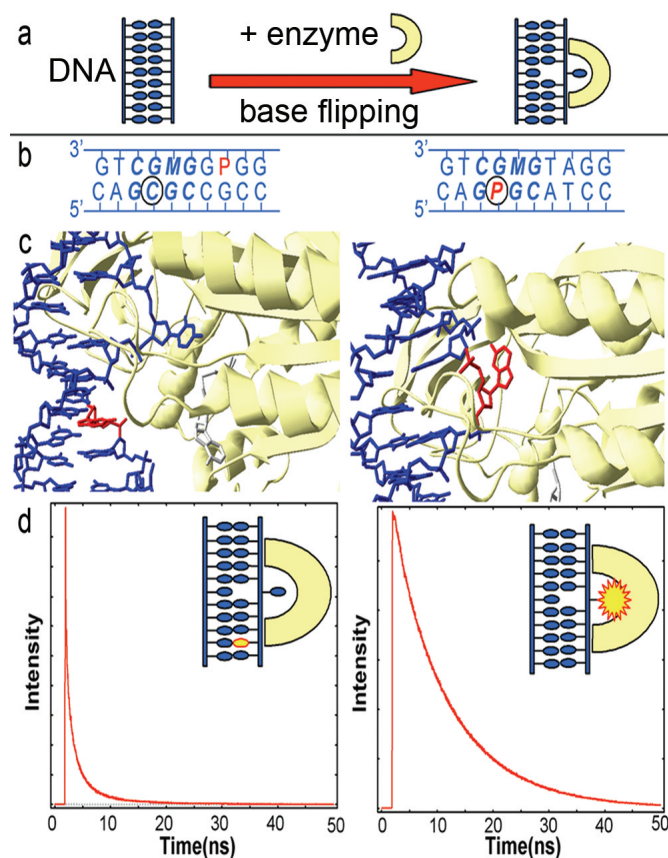 a
+ enzyme
DNA
base flipping
b
3’
GTCGMGGPGG
CAGCGCCGCC
5’
3’
GTCGMGTAGG
CAGPGCATCC
5’
c
d
Intensity
0 10 20 30 40 50
Time(ns)
Intensity
0 10 20 30 40 50
Time(ns)